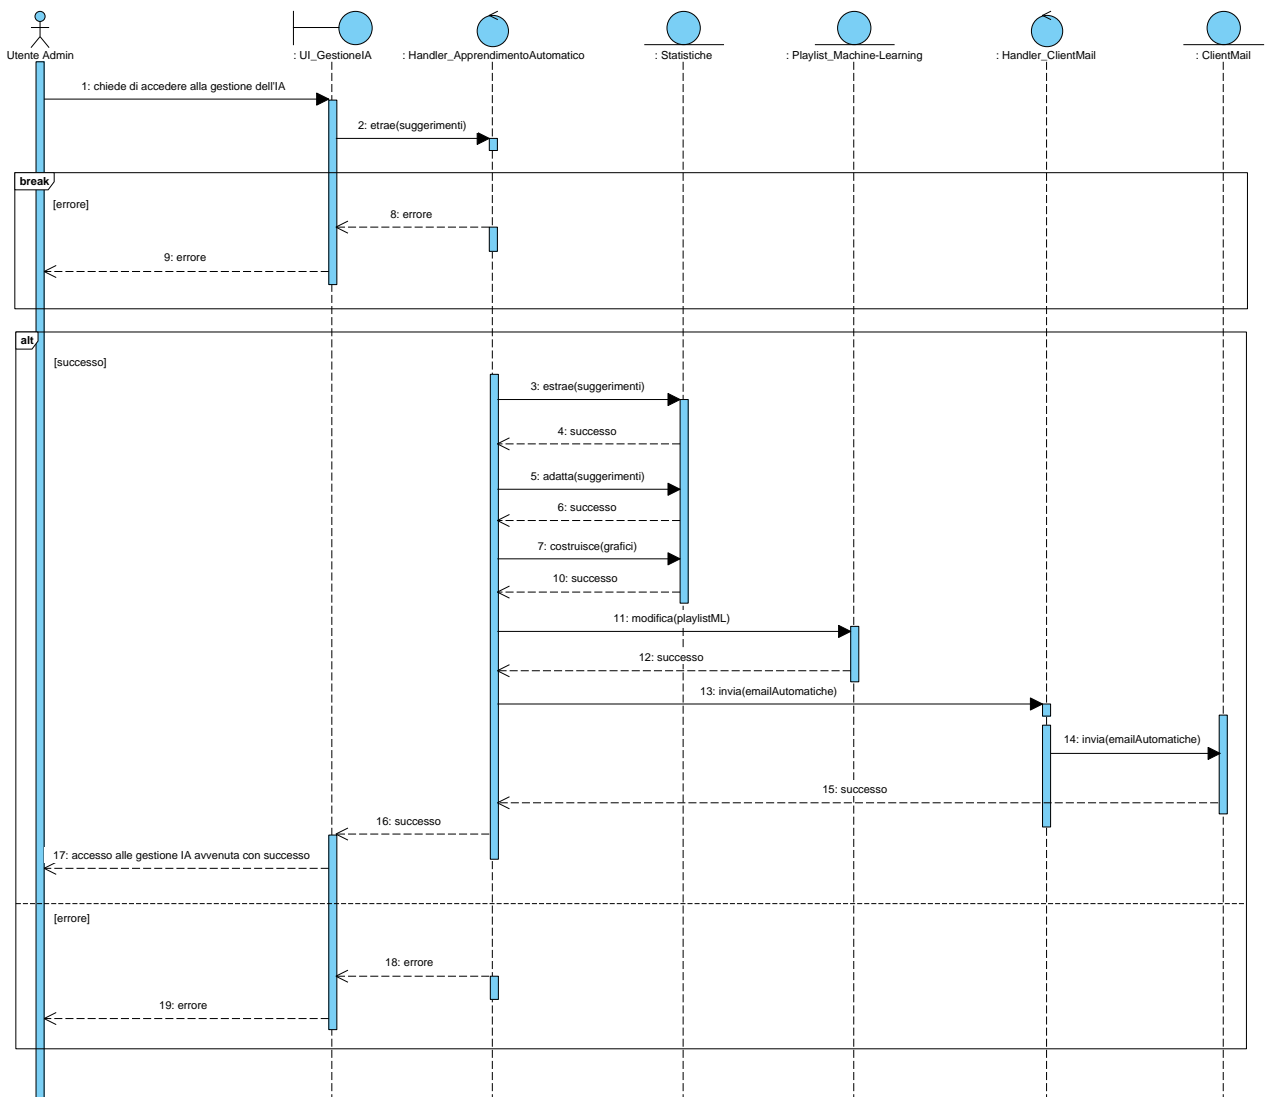 Utente Admin
: UI_GestioneIA
: Handler_ApprendimentoAutomatico
: Statistiche
: Playlist_Machine-Learning
: Handler_ClientMail
: ClientMail
1: chiede di accedere alla gestione dell'IA
2: etrae(suggerimenti)
break
[errore]
8: errore
9: errore
alt
[successo]
3: estrae(suggerimenti)
4: successo
5: adatta(suggerimenti)
6: successo
7: costruisce(grafici)
10: successo
11: modifica(playlistML)
12: successo
13: invia(emailAutomatiche)
14: invia(emailAutomatiche)
15: successo
16: successo
17: accesso alle gestione IA avvenuta con successo
[errore]
18: errore
19: errore